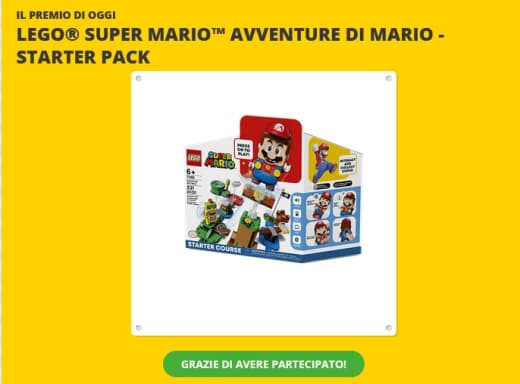 IL PREMIO DI OGGI
LEGO® SUPER MARIO™ AVVENTURE DI MARIO -
STARTER PACK
PRESS
ON TO
PLAY!
LEGO
SUPER
MARIO
6+
231
STARTER COURSE
GRAZIE DI AVERE PARTECIPATO!